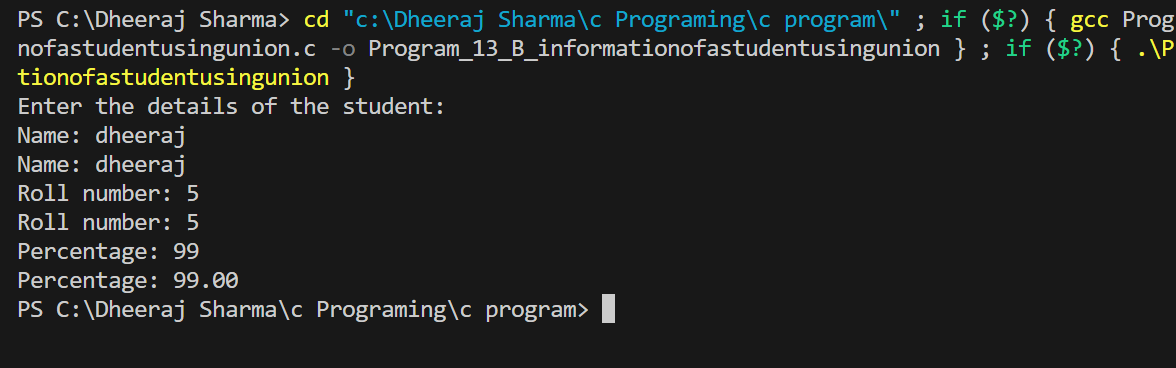 PS C:\Dheeraj Sharma> cd "c:\Dheeraj Sharma\c Programing\c program\" ; if ($?) { gcc Prog
nofastudentusingunion.c -o Program_13_B_informationofastudentusingunion } ; if ($?) { .\P
tionofastudentusingunion }
Enter the details of the student:
Name: dheeraj
Name: dheeraj
Roll number: 5
Roll number: 5
Percentage: 99
Percentage: 99.00
PS C:\Dheeraj Sharma\c Programing\c program>